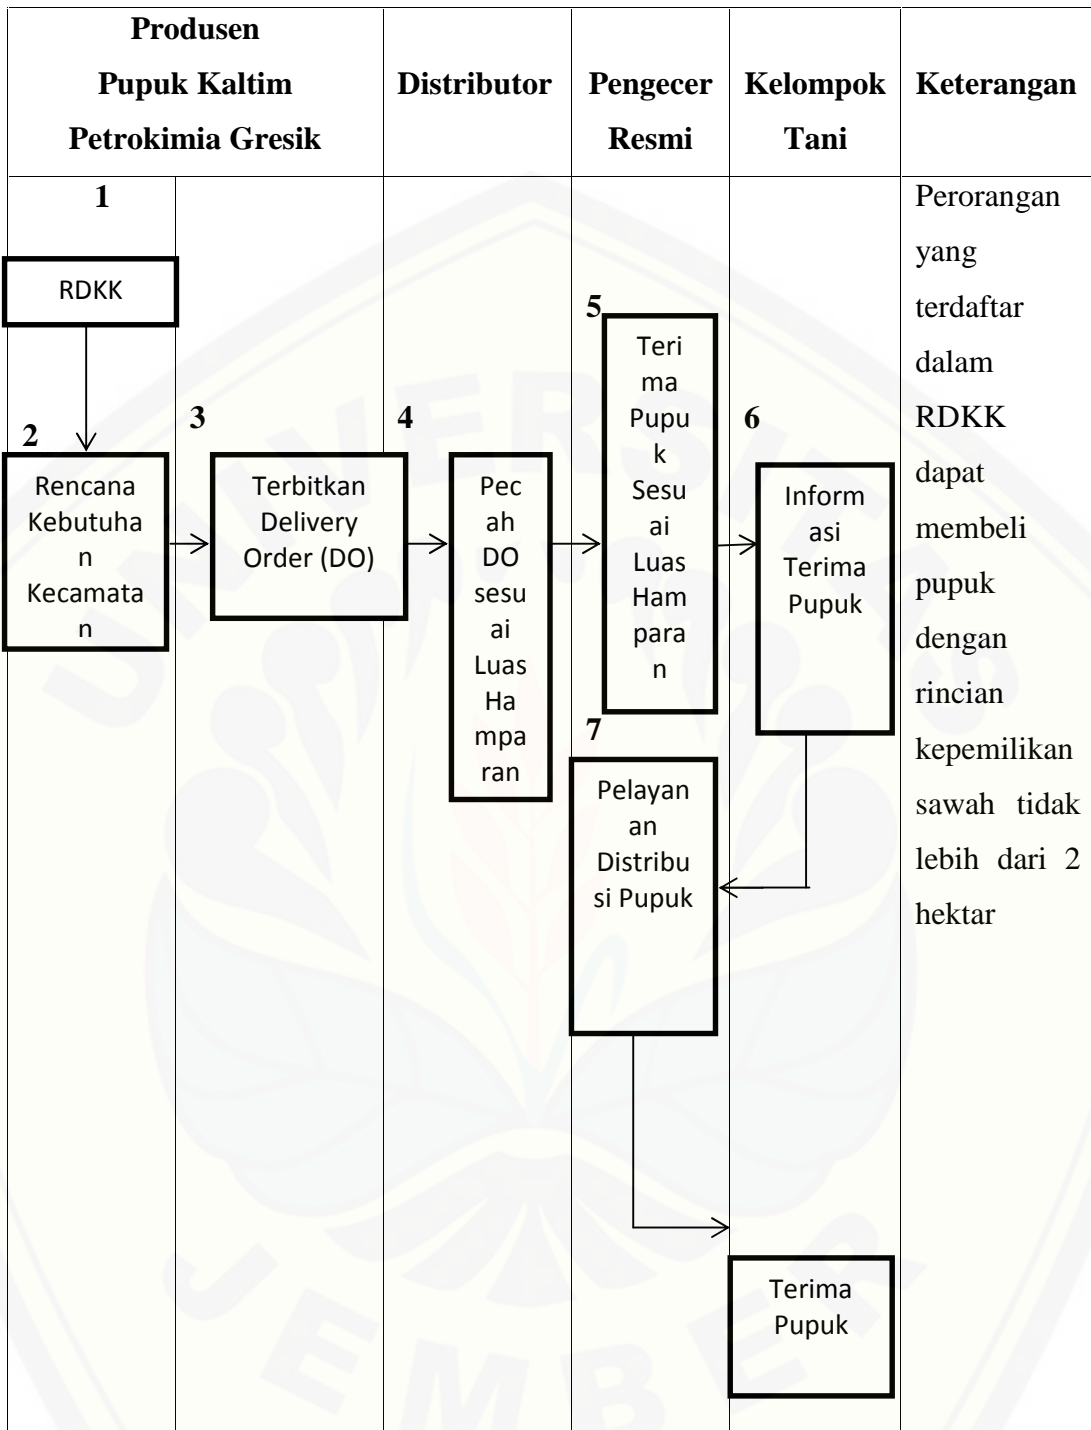 Produsen
Pupuk Kaltim
Petrokimia Gresik
Distributor
Pengecer
Resmi
Kelompok
Tani
Keterangan
1
RDKK
2
Rencana
Kebutuha
n
Kecamata
n
3
Terbitkan
Delivery
Order (DO)
4
Pec
ah
DO
sesu
ai
Luas
Ha
mpa
ran
5
Teri
ma
Pupu
k
Sesu
ai
Luas
Ham
para
n
6
Inform
asi
Terima
Pupuk
7
Pelayan
an
Distribu
si Pupuk
Terima
Pupuk
Perorangan
yang
terdaftar
dalam
RDKK
dapat
membeli
pupuk
dengan
rincian
kepemilikan
sawah tidak
lebih dari 2
hektar
UNIVERSITAS
JEMBER